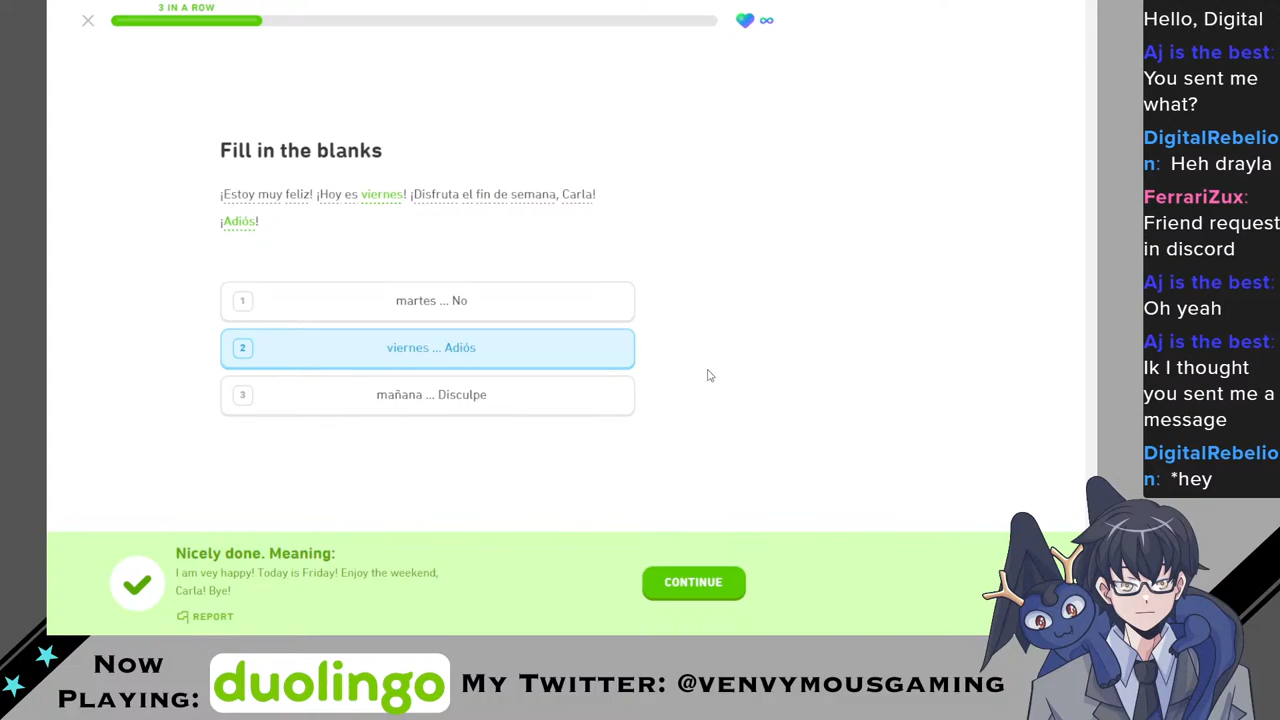 3 IN A ROW
Fill in the blanks
¡Estoy muy feliz! ¡Hoy es viernes! ¡Disfruta el fin de semana, Carla!
¡Adiós!
1 martes ... No
2 viernes ... Adiós
3 mañana ... Disculpe
Nicely done. Meaning:
I am vey happy! Today is Friday! Enjoy the weekend,
Carla! Bye!
REPORT
CONTINUE
Hello, Digital
Aj is the best:
You sent me
what?
DigitalRebelio
n: Heh drayla
FerrariZux:
Friend request
in discord
Aj is the best:
Oh yeah
Aj is the best:
Ik I thought
you sent me a
message
DigitalRebelio
n: *hey
Now
Playing:
duolingo
My Twitter: @venvymousgaming